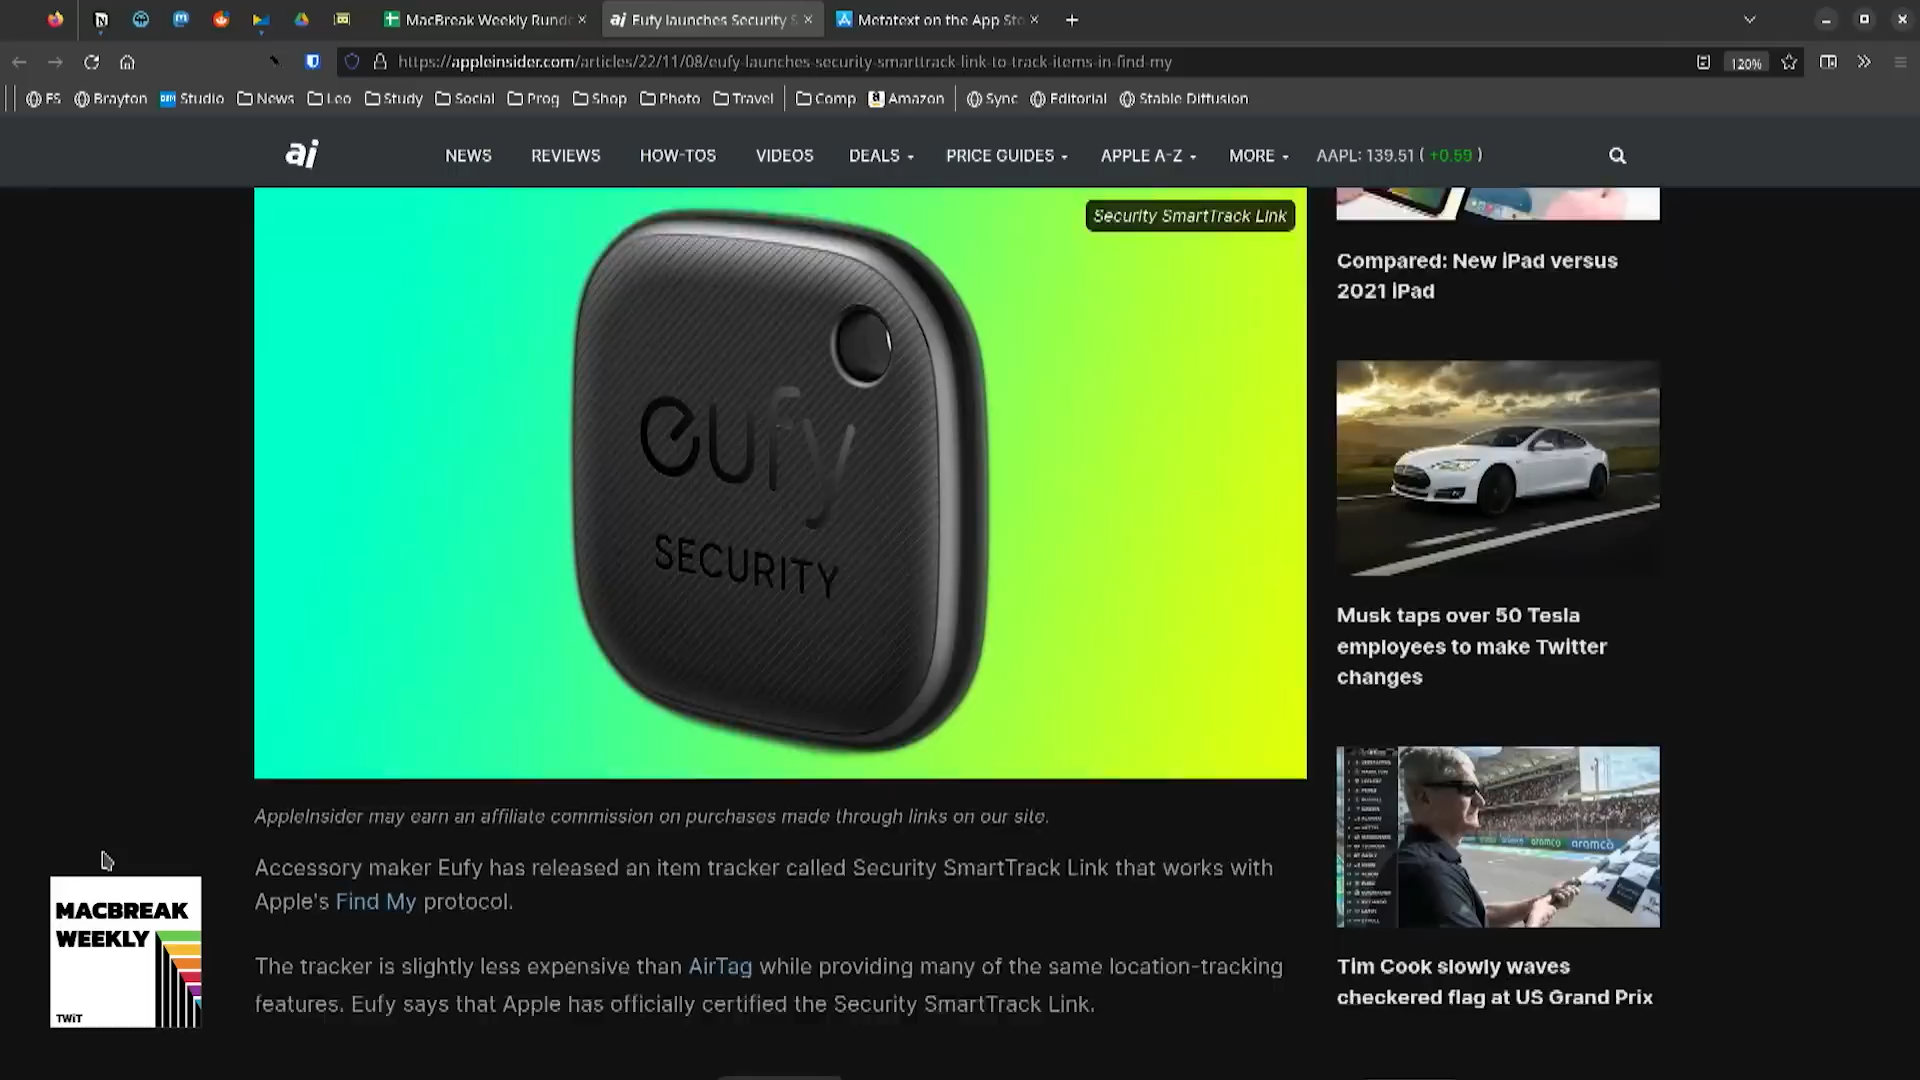 MacBreak Weekly Rund
Eufy launches Security S
Metatext on the App Sto
https://appleinsider.com/articles/22/11/08/eufy-launches-security-smarttrack-link-to-track-items-in-find-my
120%
FS Brayton Studio News Leo Study Social Prog Shop Photo Travel Comp Amazon Sync Editorial Stable Diffusion
ai NEWS REVIEWS HOW-TOS VIDEOS DEALS PRICE GUIDES APPLE A-Z MORE AAPL: 139.51 ( +0.59 )
Security SmartTrack Link
eufy
SECURITY
AppleInsider may earn an affiliate commission on purchases made through links on our site.
Accessory maker Eufy has released an item tracker called Security SmartTrack Link that works with
Apple's Find My protocol.
The tracker is slightly less expensive than AirTag while providing many of the same location-tracking
features. Eufy says that Apple has officially certified the Security SmartTrack Link.
Compared: New iPad versus
2021 iPad
Musk taps over 50 Tesla
employees to make Twitter
changes
aramco aramco
Tim Cook slowly waves
checkered flag at US Grand Prix
MACBREAK
WEEKLY
TWiT